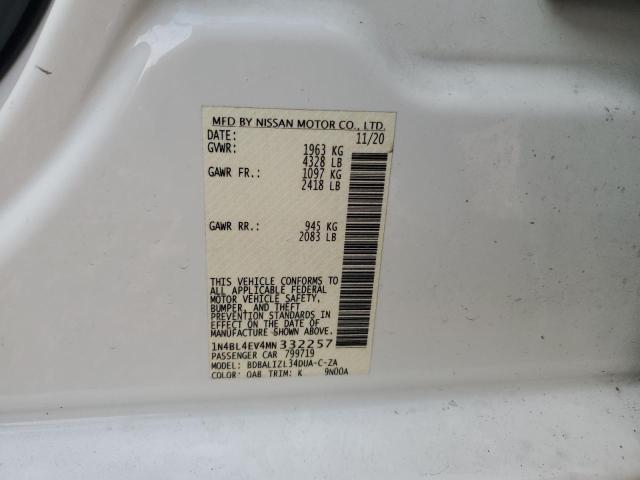 MFD BY NISSAN MOTOR CO., LTD.
DATE: 11/20
GVWR: 1963 KG
4328 LB
GAWR FR.: 1097 KG
2418 LB
GAWR RR.: 945 KG
2083 LB
THIS VEHICLE CONFORMS TO
ALL APPLICABLE FEDERAL
MOTOR VEHICLE SAFETY,
BUMPER, AND THEFT
PREVENTION STANDARDS IN
EFFECT ON THE DATE OF
MANUFACTURE SHOWN ABOVE.
1N4BL4EV4MN332257
PASSENGER CAR 799719
MODEL: BDBALIZL34DUA-C-ZA
COLOR: QAB TRIM: K 9N00A